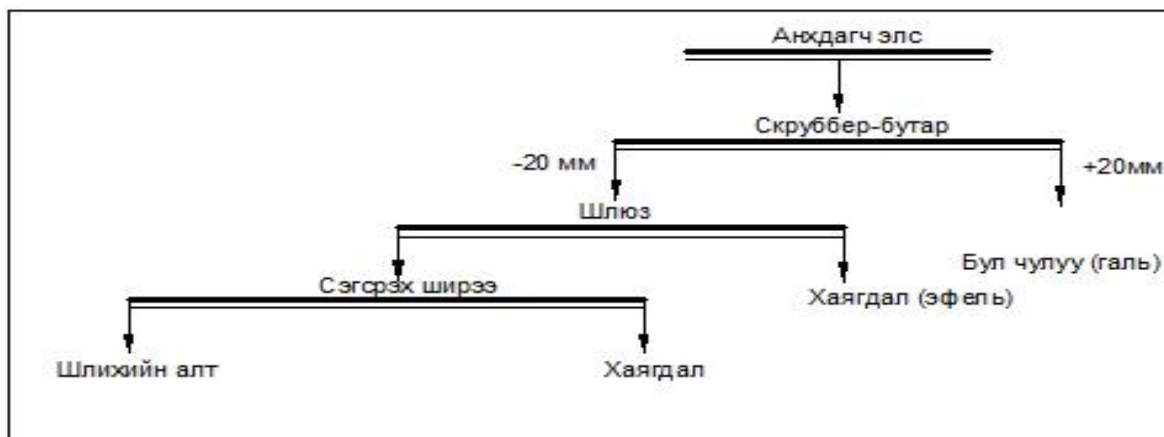 Анхдагч элс
Скруббер-бутар
-20 мм
+20мм
Шлюз
Бул чулуу (галь)
Сэгсрэх ширээ
Хаягдал (эфель)
Шлихийн алт
Хаягдал